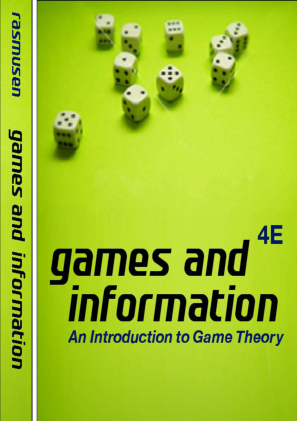 rasmusen games and information
games and 4E
information
An Introduction to Game Theory